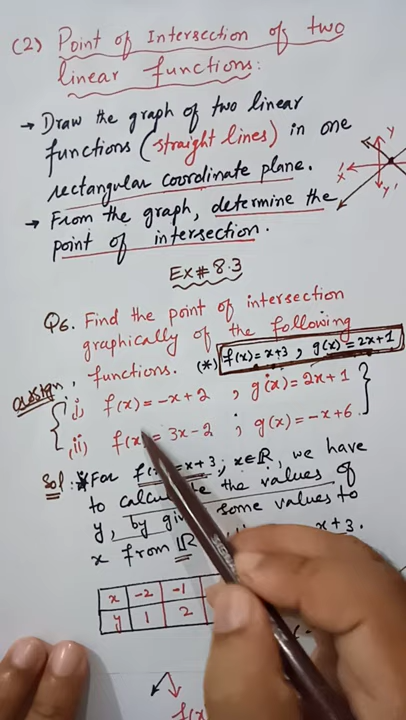 (2) Point of Intersection of two
linear functions:
→ Draw the graph of two linear
functions (straight lines) in one
rectangular coordinate plane.
→ From the graph, determine the
point of intersection.
Y
X'
Y'
Ex # 8.3
Q6. Find the point of intersection
graphically of the following
functions. (*) f(x) = x+3 , g(x) = 2x+1
assign,
(i) f(x) = -x+2 ; g(x) = 2x+1
(ii) f(x) = 3x-2 ; g(x) = -x+6.
Sol: * For x+3; x∈ℝ, we have
to calculate the values of
y, by some values to
x from ℝ x+3.
x -2 -1
y 1 2
f(x